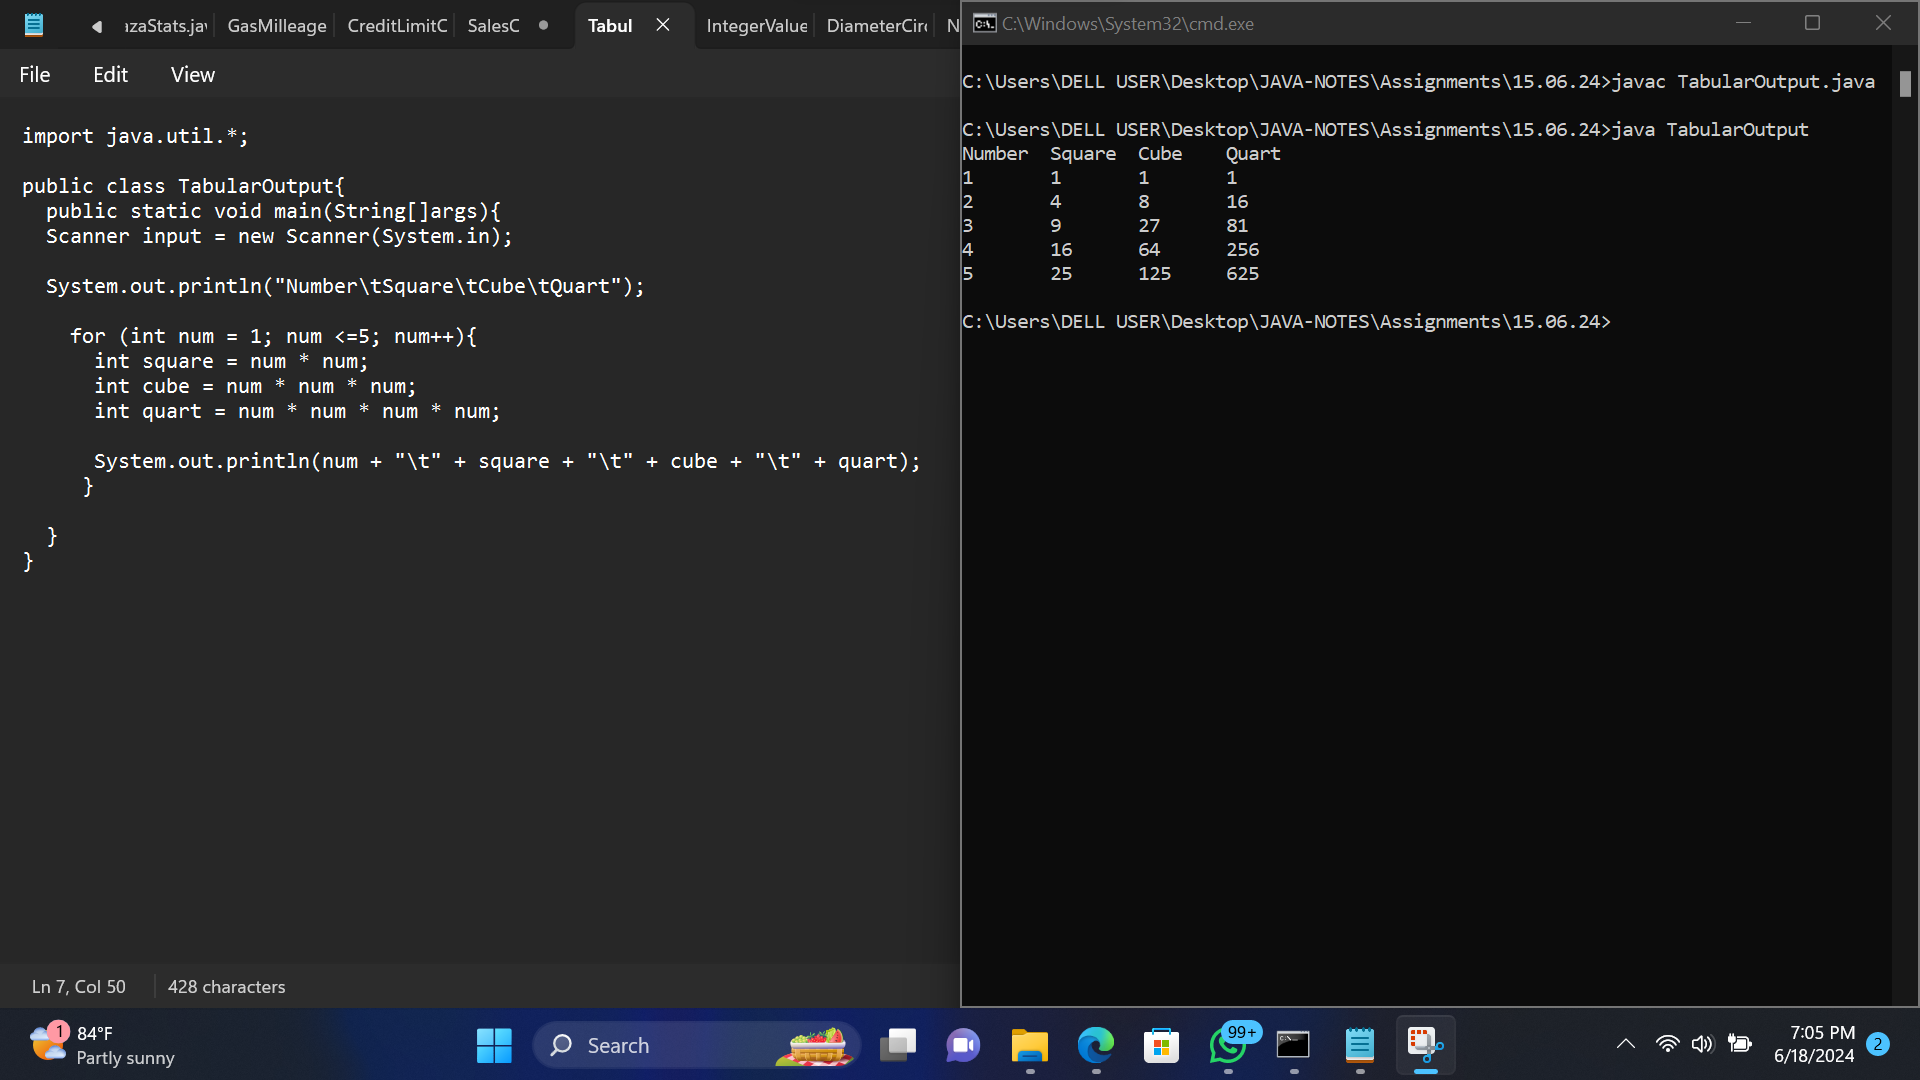 azaStats.jav GasMilleage CreditLimitC SalesC Tabul IntegerValue DiameterCirc N
File Edit View
import java.util.*;
public class TabularOutput{
public static void main(String[]args){
Scanner input = new Scanner(System.in);
System.out.println("Number\tSquare\tCube\tQuart");
for (int num = 1; num <=5; num++){
int square = num * num;
int cube = num * num * num;
int quart = num * num * num * num;
System.out.println(num + "\t" + square + "\t" + cube + "\t" + quart);
}
}
}
Ln 7, Col 50 428 characters
C:\Windows\System32\cmd.exe
C:\Users\DELL USER\Desktop\JAVA-NOTES\Assignments\15.06.24>javac TabularOutput.java
C:\Users\DELL USER\Desktop\JAVA-NOTES\Assignments\15.06.24>java TabularOutput
Number Square Cube Quart
1 1 1 1
2 4 8 16
3 9 27 81
4 16 64 256
5 25 125 625
C:\Users\DELL USER\Desktop\JAVA-NOTES\Assignments\15.06.24>
1 84°F
Partly sunny
Search
99+
7:05 PM
6/18/2024
2